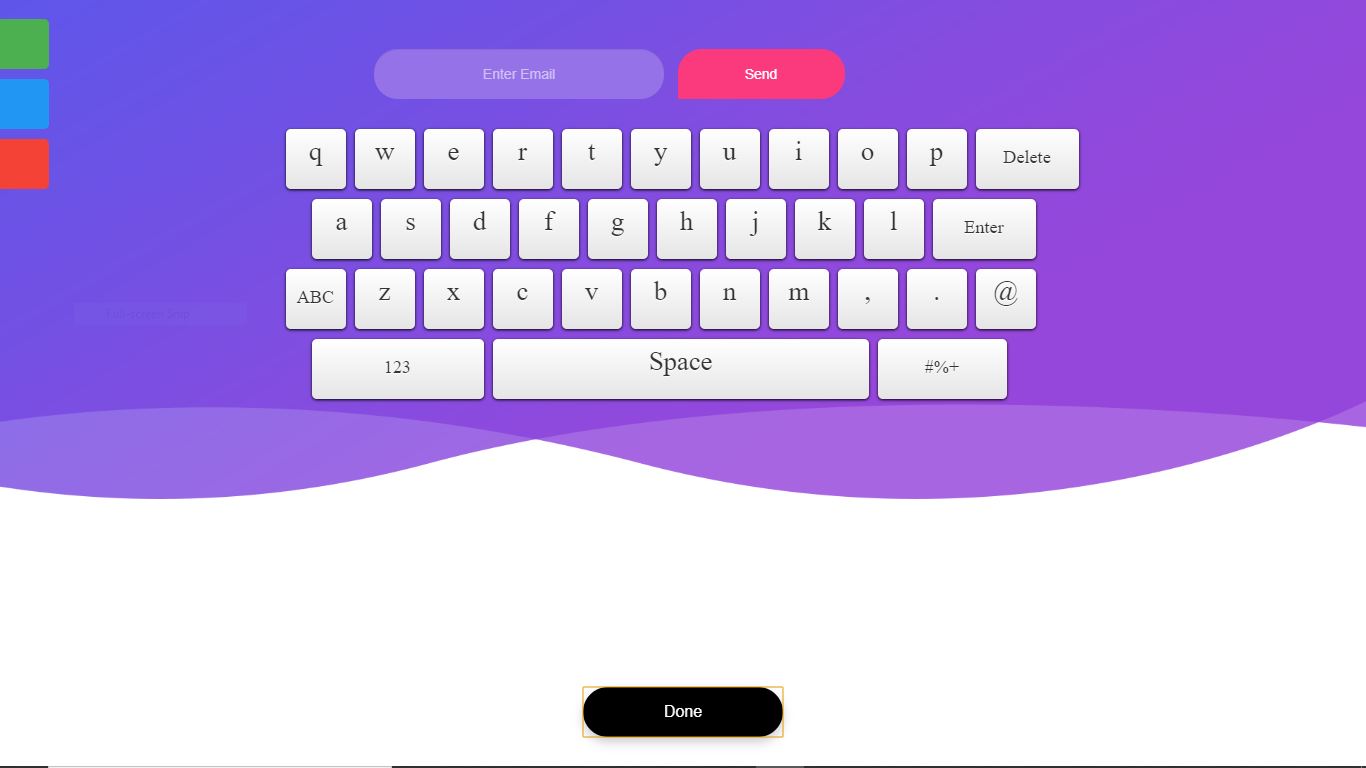 Enter Email Send
q w e r t y u i o p Delete
a s d f g h j k l Enter
ABC z x c v b n m , . @
Full-screen Snip
123 Space #%+
Done